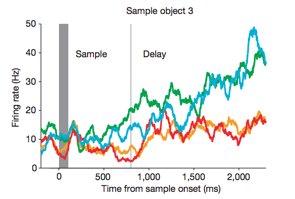 Sample object 3
50
40
30
20
10
0
Firing rate (Hz)
Sample
Delay
0
500
1,000
1,500
2,000
Time from sample onset (ms)